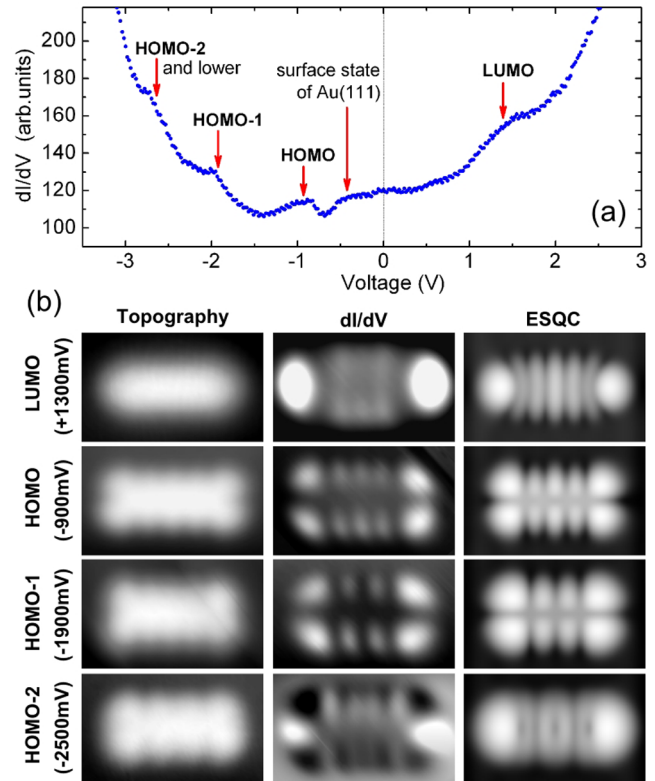 220
200
180
160
140
120
100
dI/dV (arb.units)
HOMO-2
and lower
HOMO-1
HOMO
surface state
of Au(111)
LUMO
(a)
-3
-2
-1
0
1
2
3
Voltage (V)
(b)
Topography
dI/dV
ESQC
LUMO
(+1300mV)
HOMO
(-900mV)
HOMO-1
(-1900mV)
HOMO-2
(-2500mV)